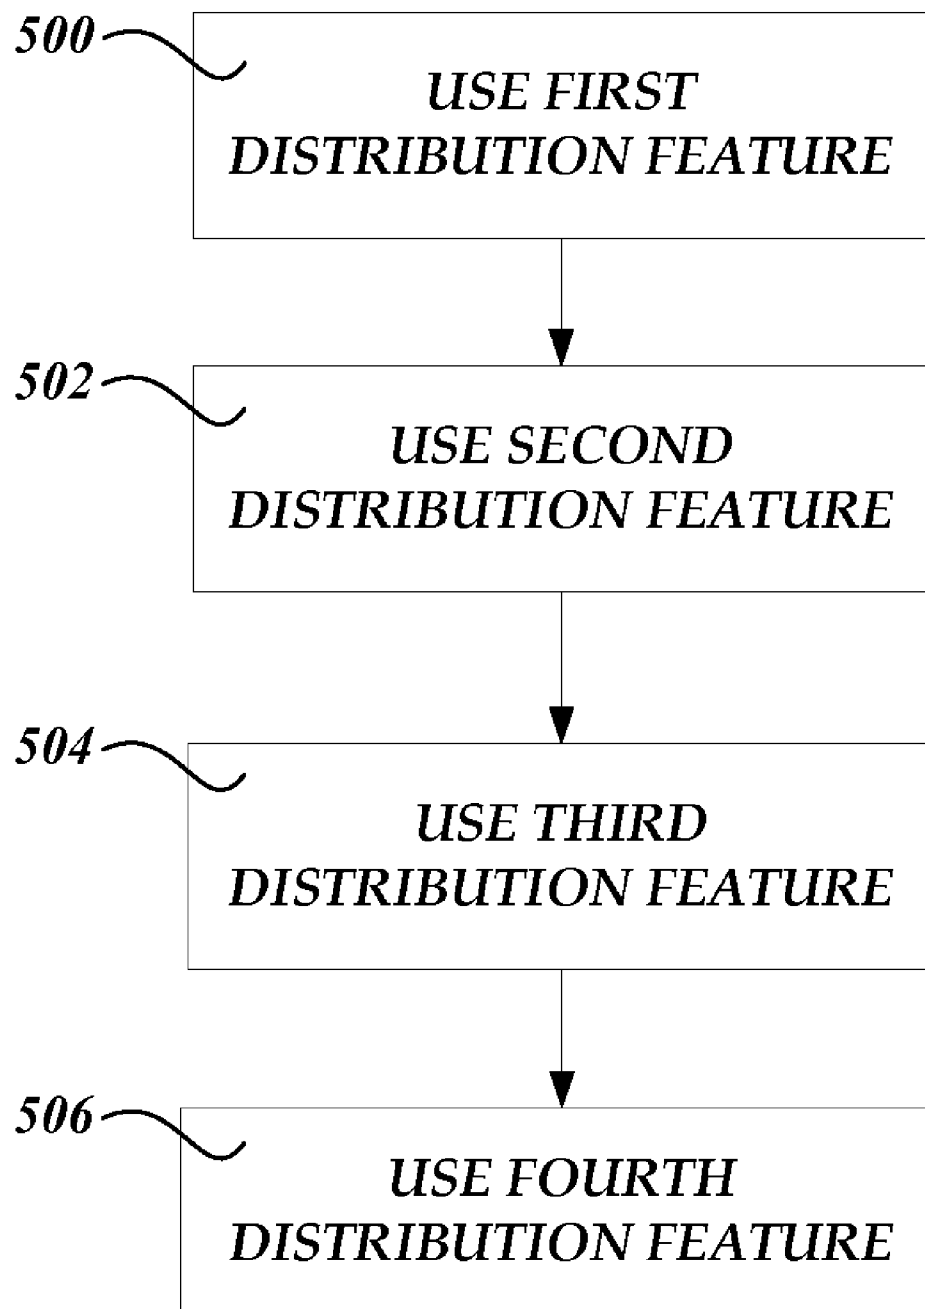 500
USE FIRST
DISTRIBUTION FEATURE
502
USE SECOND
DISTRIBUTION FEATURE
504
USE THIRD
DISTRIBUTION FEATURE
506
USE FOURTH
DISTRIBUTION FEATURE